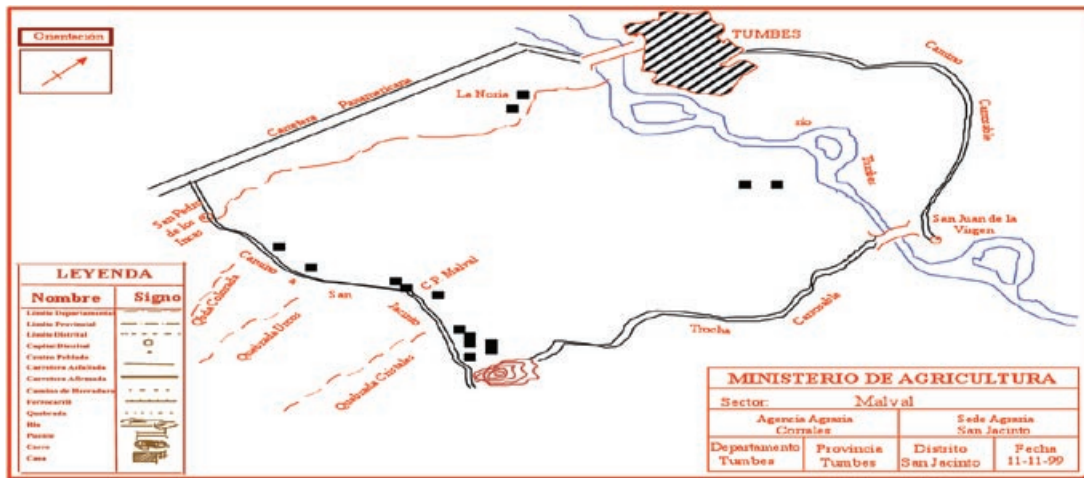 Orientación
TUMBES
Camino
Carrozable
Carretera Panamericana
La Noria
río
Tumbes
San Juan de la
Virgen
San Pedro
de los
Incas
Camino a San Jacinto
C.P. Malval
Quebrada Cristales
Trocha Carrozable
LEYENDA
Nombre Signo
Límite Departamental
Límite Provincial
Límite Distrital
Capital Distrital
Centro Poblado
Carretera Asfaltada
Carretera Afirmada
Camino de Herradura
Ferrocarril
Quebrada
Río
Puente
Cerro
Casa
MINISTERIO DE AGRICULTURA
Sector: Malval
Agencia Agraria
Corrales
Sede Agraria
San Jacinto
Departamento
Tumbes
Provincia
Tumbes
Distrito
San Jacinto
Fecha
11-11-99